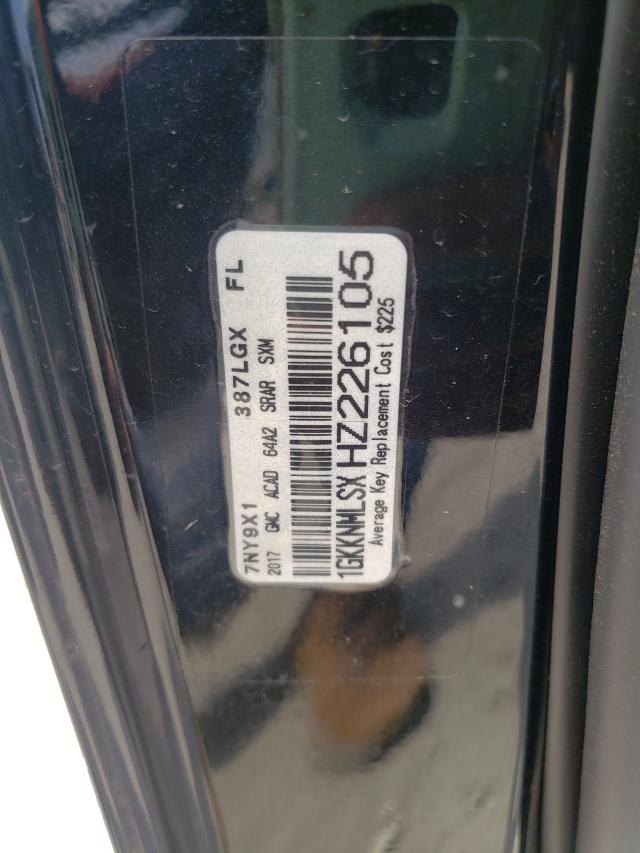 7NY9X1 387LGX FL
2017 GMC ACAD 64A2 SRAR SXM
1GKKNMLSXHZ226105
Average Key Replacement Cost $225